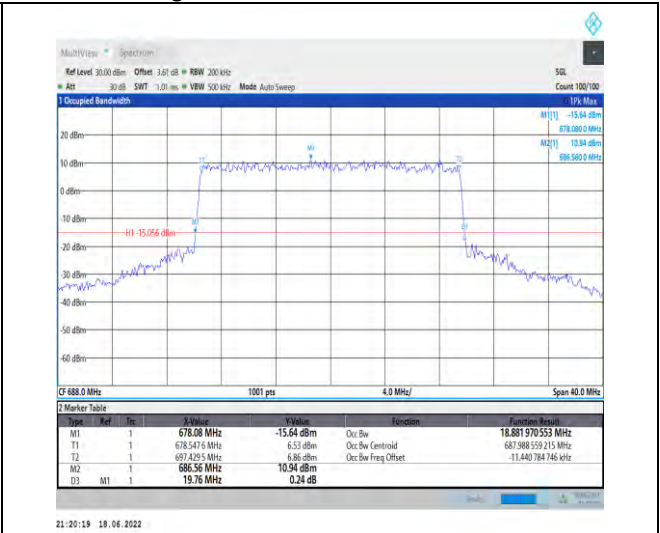 MultiView Spectrum
Ref Level 30.00 dBm Offset 3.61 dB RBW 200 kHz SGL
Att 30 dB SWT 1.01 ms VBW 500 kHz Mode Auto Sweep Count 100/100
1 Occupied Bandwidth 1Pk Max
M1[1] -15.64 dBm
678.080 0 MHz
M2[1] 10.94 dBm
686.560 0 MHz
20 dBm
M2
T1 T2
10 dBm
0 dBm
-10 dBm
M1
D3
H1 -15.056 dBm
-20 dBm
-30 dBm
-40 dBm
-50 dBm
-60 dBm
CF 688.0 MHz 1001 pts 4.0 MHz/ Span 40.0 MHz
2 Marker Table
Type Ref Trc X-Value Y-Value Function Function Result
M1 1 678.08 MHz -15.64 dBm Occ Bw 18.881 970 553 MHz
T1 1 678.547 6 MHz 6.53 dBm Occ Bw Centroid 687.988 559 215 MHz
T2 1 697.429 5 MHz 6.86 dBm Occ Bw Freq Offset -11.440 784 746 kHz
M2 1 686.56 MHz 10.94 dBm
D3 M1 1 19.76 MHz 0.24 dB
21:20:19 18.06.2022